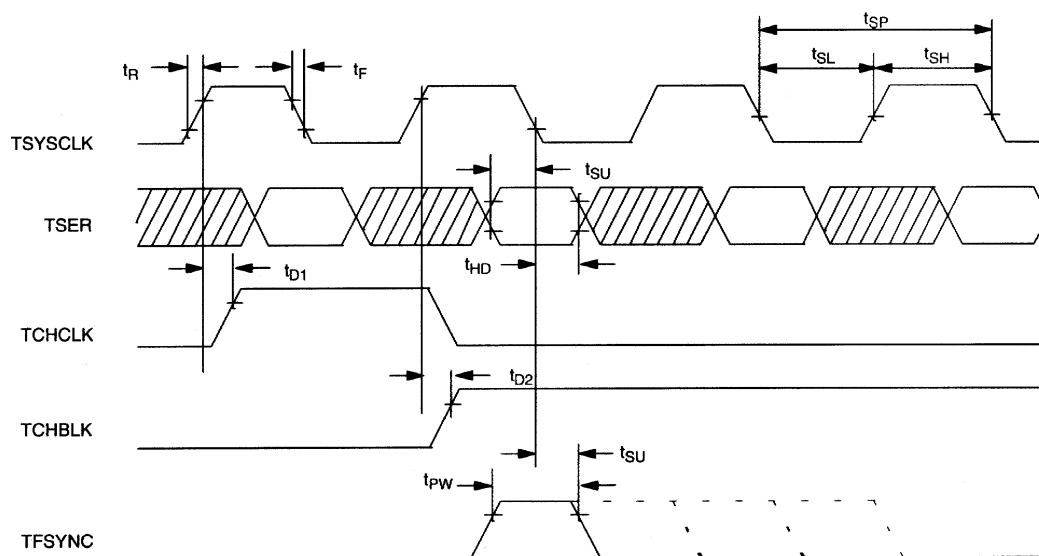 tSP
tR
tF
tSL
tSH
TSYSCLK
tSU
TSER
tD1
tHD
TCHCLK
tD2
TCHBLK
tSU
tPW
TFSYNC